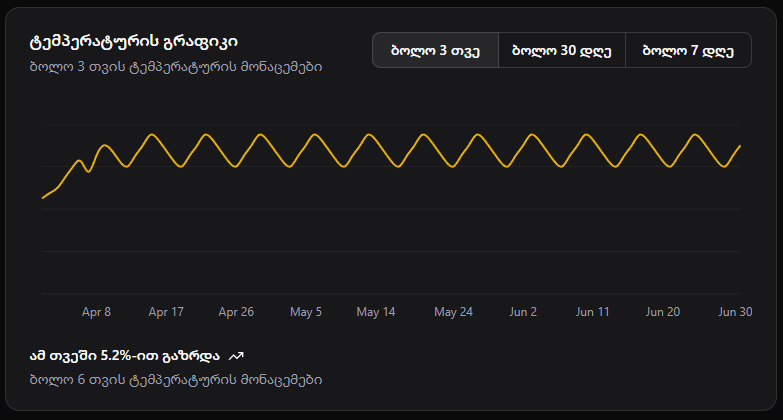 ტემპერატურის გრაფიკი
ბოლო 3 თვის ტემპერატურის მონაცემები
ბოლო 3 თვე
ბოლო 30 დღე
ბოლო 7 დღე
Apr 8
Apr 17
Apr 26
May 5
May 14
May 24
Jun 2
Jun 11
Jun 20
Jun 30
ამ თვეში 5.2%-ით გაზრდა
ბოლო 6 თვის ტემპერატურის მონაცემები